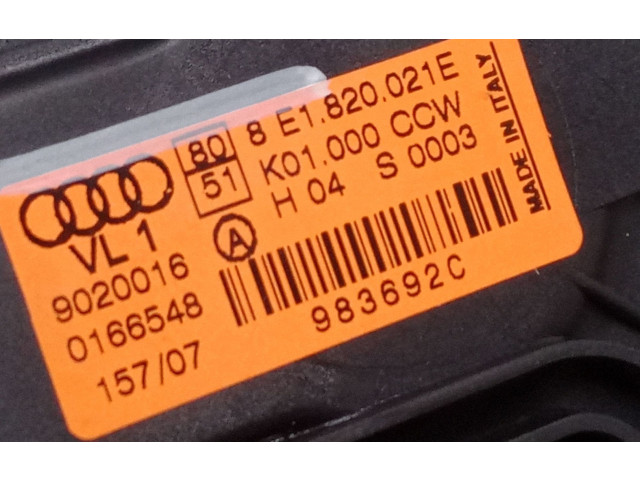 80 8 E1.820.021E
51 K01.000 CCW
H 04 S 0003
MADE IN ITALY
VL 1
A
9020016
0166548
157/07
983692C